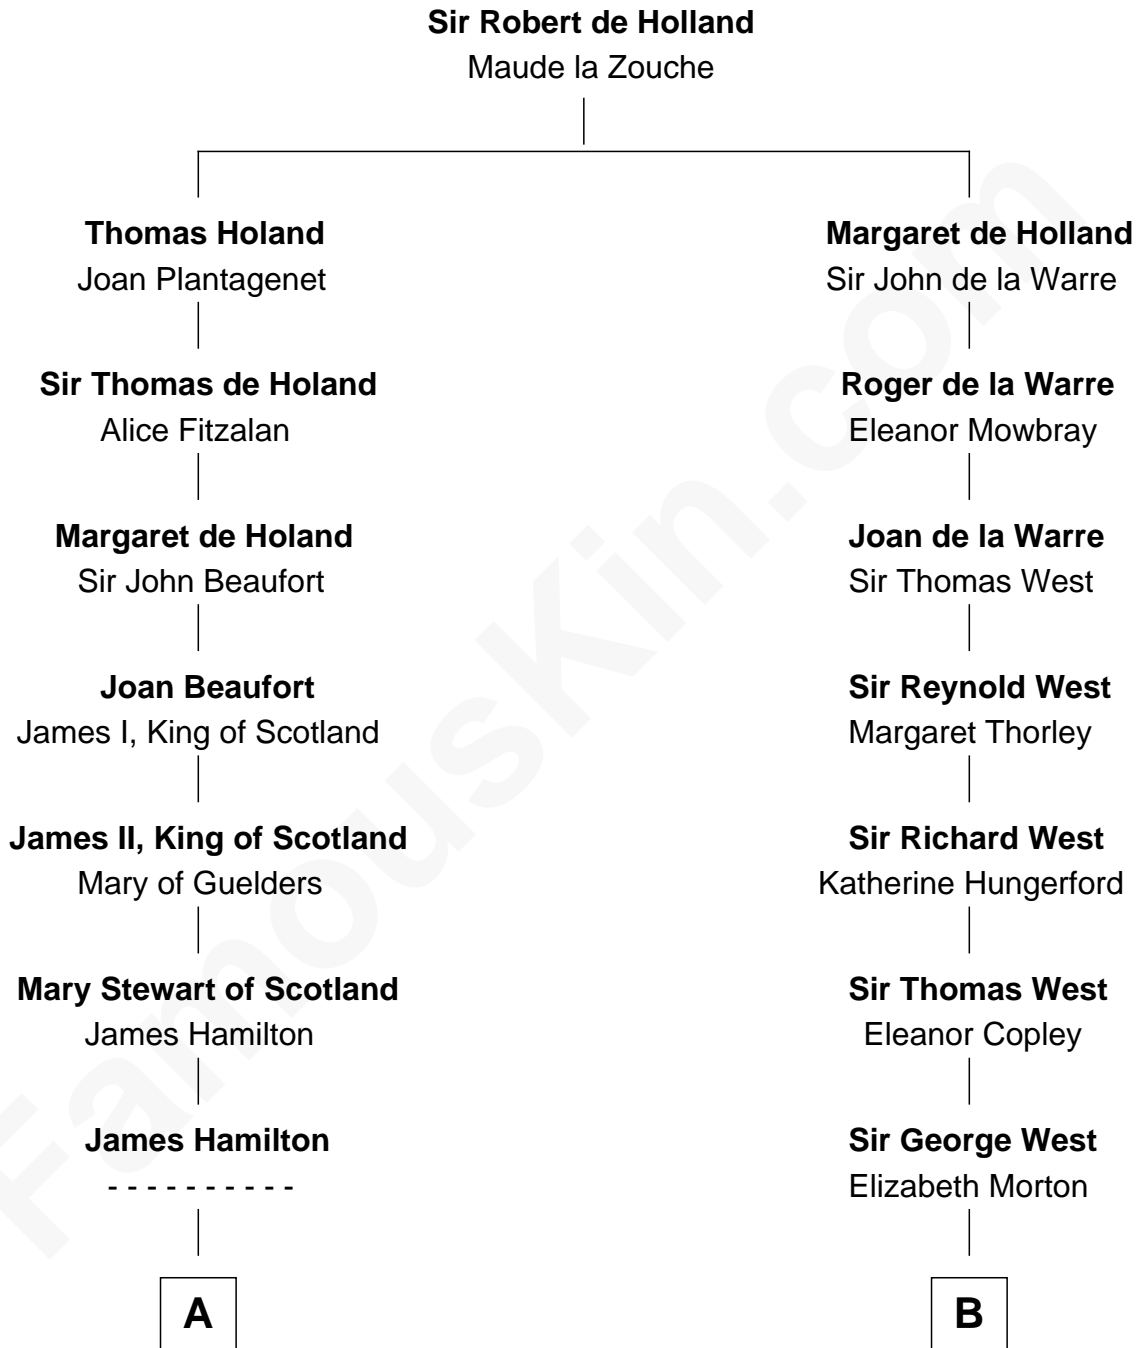 Sir Robert de Holland
Maude la Zouche
Thomas Holand
Joan Plantagenet
Margaret de Holland
Sir John de la Warre
Sir Thomas de Holand
Alice Fitzalan
Roger de la Warre
Eleanor Mowbray
Margaret de Holand
Sir John Beaufort
Joan de la Warre
Sir Thomas West
Joan Beaufort
James I, King of Scotland
Sir Reynold West
Margaret Thorley
James II, King of Scotland
Mary of Guelders
Sir Richard West
Katherine Hungerford
Mary Stewart of Scotland
James Hamilton
Sir Thomas West
Eleanor Copley
James Hamilton
- - - - - - - - - -
Sir George West
Elizabeth Morton
A
B
FamousKin.com